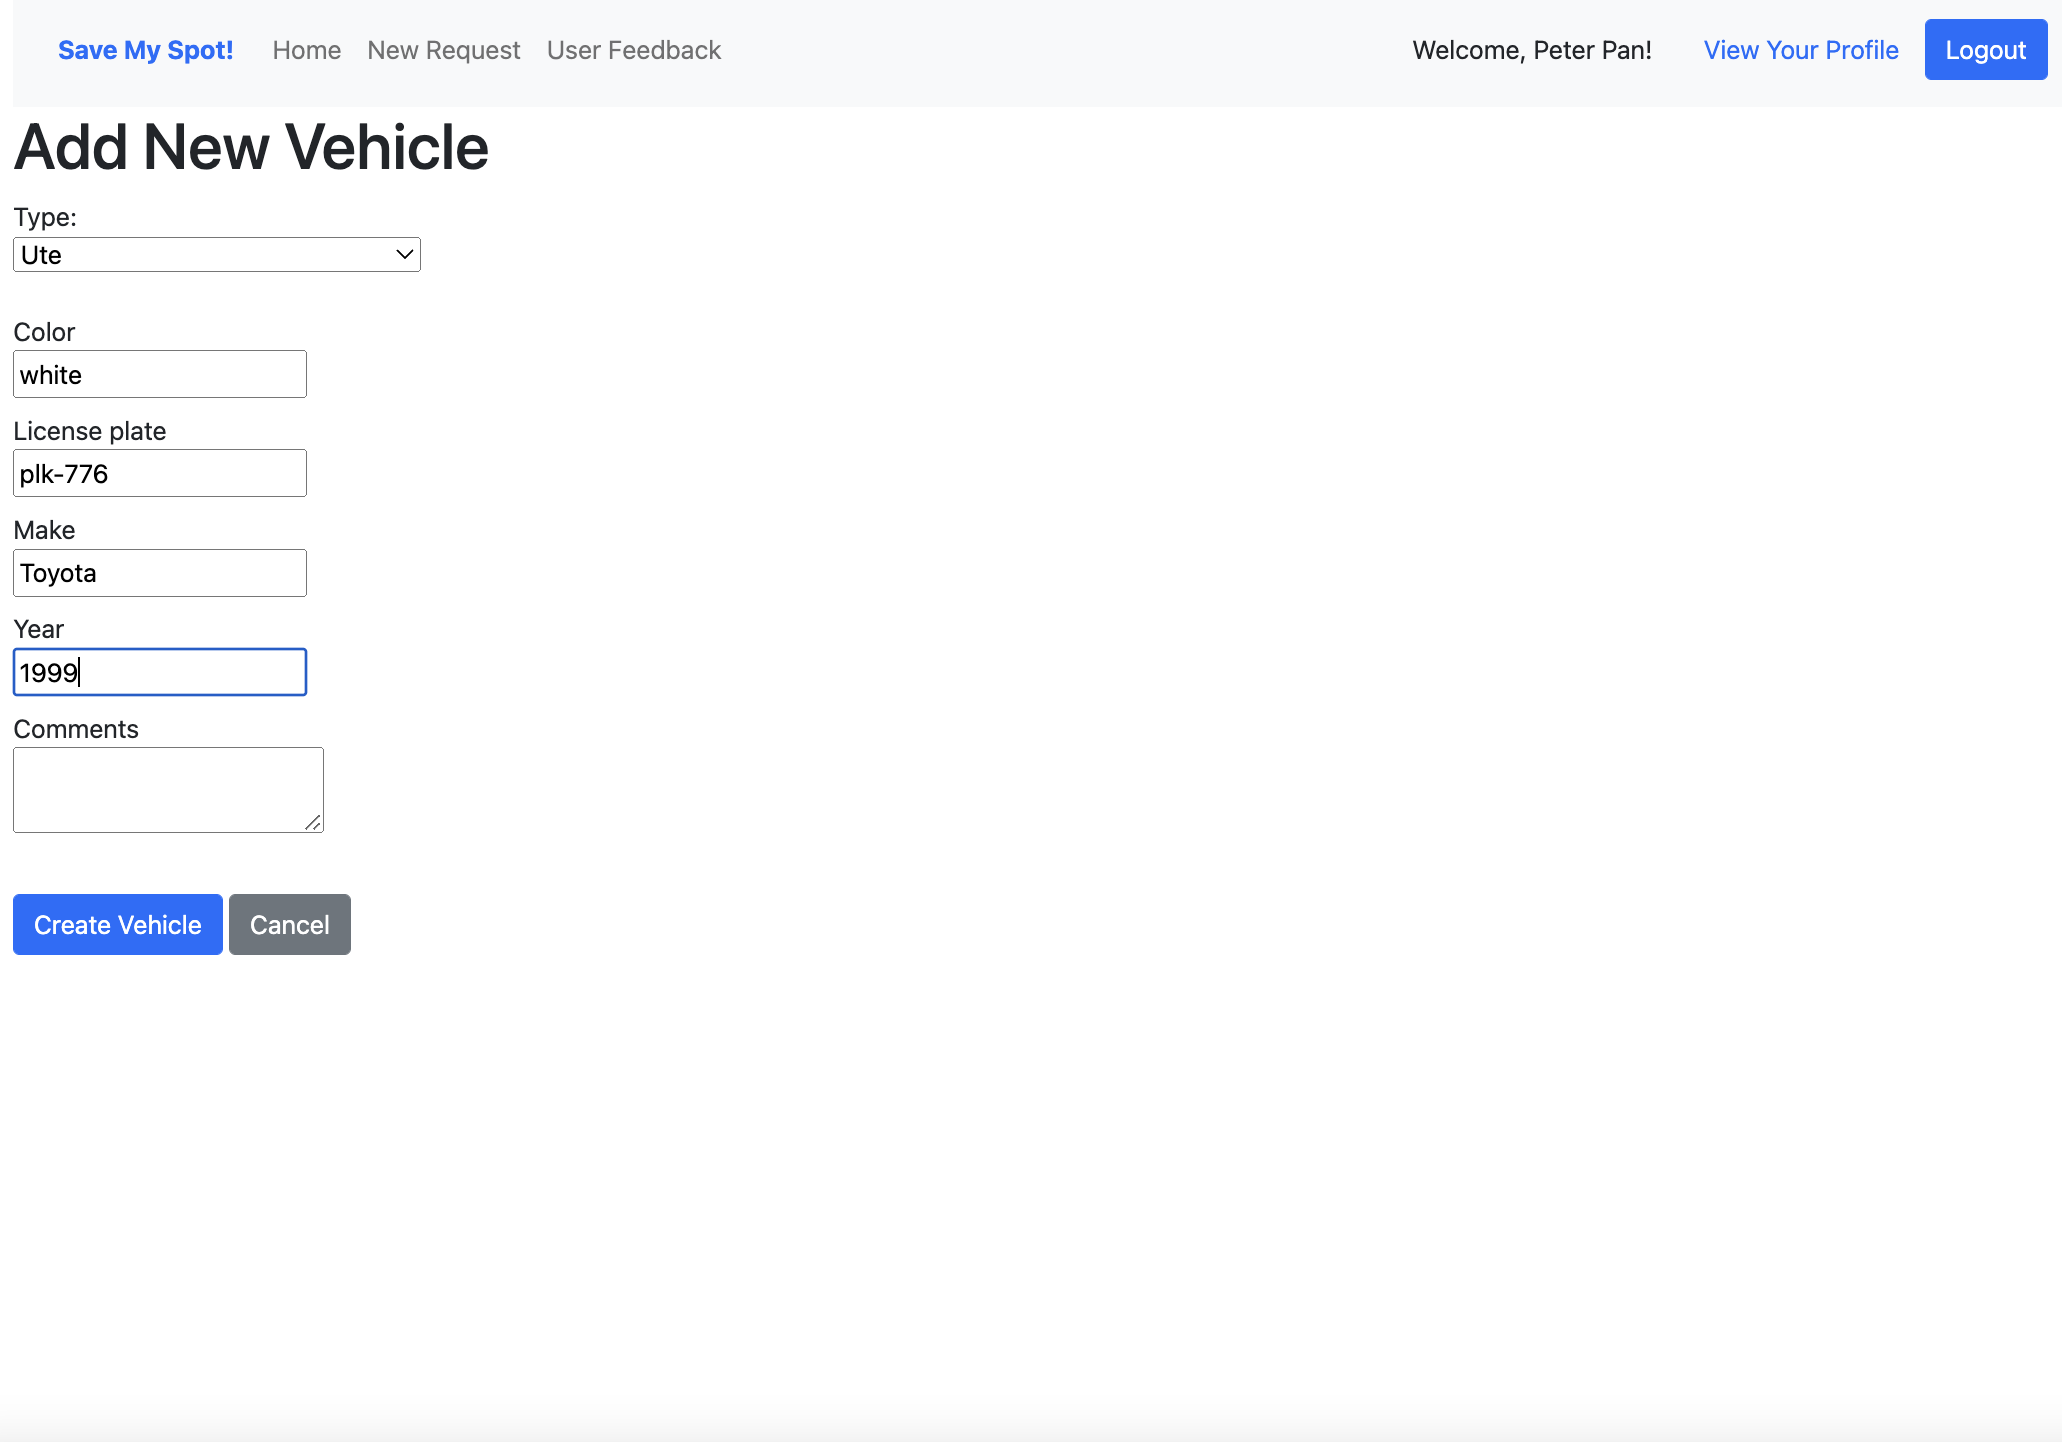 Save My Spot! Home New Request User Feedback Welcome, Peter Pan! View Your Profile Logout
Add New Vehicle
Type:
Ute
Color
white
License plate
plk-776
Make
Toyota
Year
1999
Comments
Create Vehicle Cancel